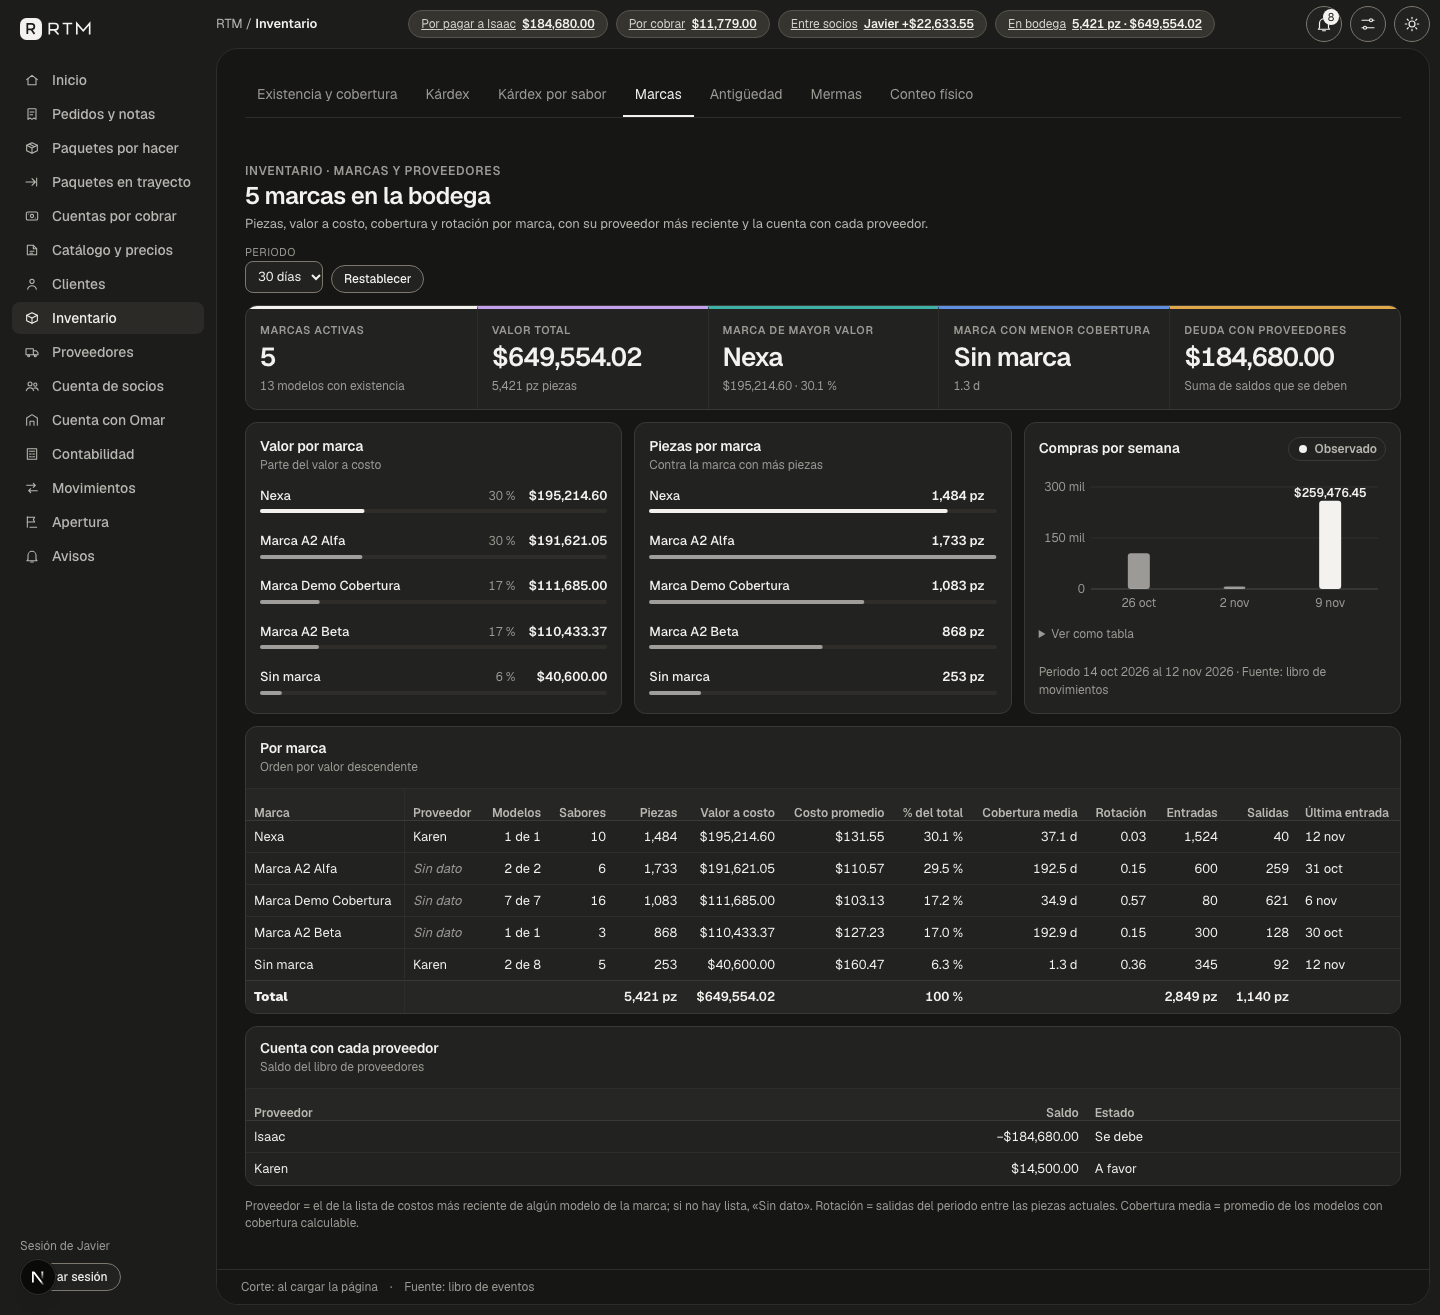 R RTM
RTM / Inventario
Por pagar a Isaac $184,680.00
Por cobrar $11,779.00
Entre socios Javier +$22,633.55
En bodega 5,421 pz · $649,554.02
8
Inicio
Pedidos y notas
Paquetes por hacer
Paquetes en trayecto
Cuentas por cobrar
Catálogo y precios
Clientes
Inventario
Proveedores
Cuenta de socios
Cuenta con Omar
Contabilidad
Movimientos
Apertura
Avisos
Sesión de Javier
N ar sesión
Existencia y cobertura Kárdex Kárdex por sabor Marcas Antigüedad Mermas Conteo físico
INVENTARIO · MARCAS Y PROVEEDORES
5 marcas en la bodega
Piezas, valor a costo, cobertura y rotación por marca, con su proveedor más reciente y la cuenta con cada proveedor.
PERIODO
30 días Restablecer
MARCAS ACTIVAS
5
13 modelos con existencia
VALOR TOTAL
$649,554.02
5,421 pz piezas
MARCA DE MAYOR VALOR
Nexa
$195,214.60 · 30.1 %
MARCA CON MENOR COBERTURA
Sin marca
1.3 d
DEUDA CON PROVEEDORES
$184,680.00
Suma de saldos que se deben
Valor por marca
Parte del valor a costo
Nexa 30 % $195,214.60
Marca A2 Alfa 30 % $191,621.05
Marca Demo Cobertura 17 % $111,685.00
Marca A2 Beta 17 % $110,433.37
Sin marca 6 % $40,600.00
Piezas por marca
Contra la marca con más piezas
Nexa 1,484 pz
Marca A2 Alfa 1,733 pz
Marca Demo Cobertura 1,083 pz
Marca A2 Beta 868 pz
Sin marca 253 pz
Compras por semana Observado
300 mil
$259,476.45
150 mil
0
26 oct 2 nov 9 nov
Ver como tabla
Periodo 14 oct 2026 al 12 nov 2026 · Fuente: libro de
movimientos
Por marca
Orden por valor descendente
Marca Proveedor Modelos Sabores Piezas Valor a costo Costo promedio % del total Cobertura media Rotación Entradas Salidas Última entrada
Nexa Karen 1 de 1 10 1,484 $195,214.60 $131.55 30.1 % 37.1 d 0.03 1,524 40 12 nov
Marca A2 Alfa Sin dato 2 de 2 6 1,733 $191,621.05 $110.57 29.5 % 192.5 d 0.15 600 259 31 oct
Marca Demo Cobertura Sin dato 7 de 7 16 1,083 $111,685.00 $103.13 17.2 % 34.9 d 0.57 80 621 6 nov
Marca A2 Beta Sin dato 1 de 1 3 868 $110,433.37 $127.23 17.0 % 192.9 d 0.15 300 128 30 oct
Sin marca Karen 2 de 8 5 253 $40,600.00 $160.47 6.3 % 1.3 d 0.36 345 92 12 nov
Total 5,421 pz $649,554.02 100 % 2,849 pz 1,140 pz
Cuenta con cada proveedor
Saldo del libro de proveedores
Proveedor Saldo Estado
Isaac −$184,680.00 Se debe
Karen $14,500.00 A favor
Proveedor = el de la lista de costos más reciente de algún modelo de la marca; si no hay lista, «Sin dato». Rotación = salidas del periodo entre las piezas actuales. Cobertura media = promedio de los modelos con
cobertura calculable.
Corte: al cargar la página · Fuente: libro de eventos